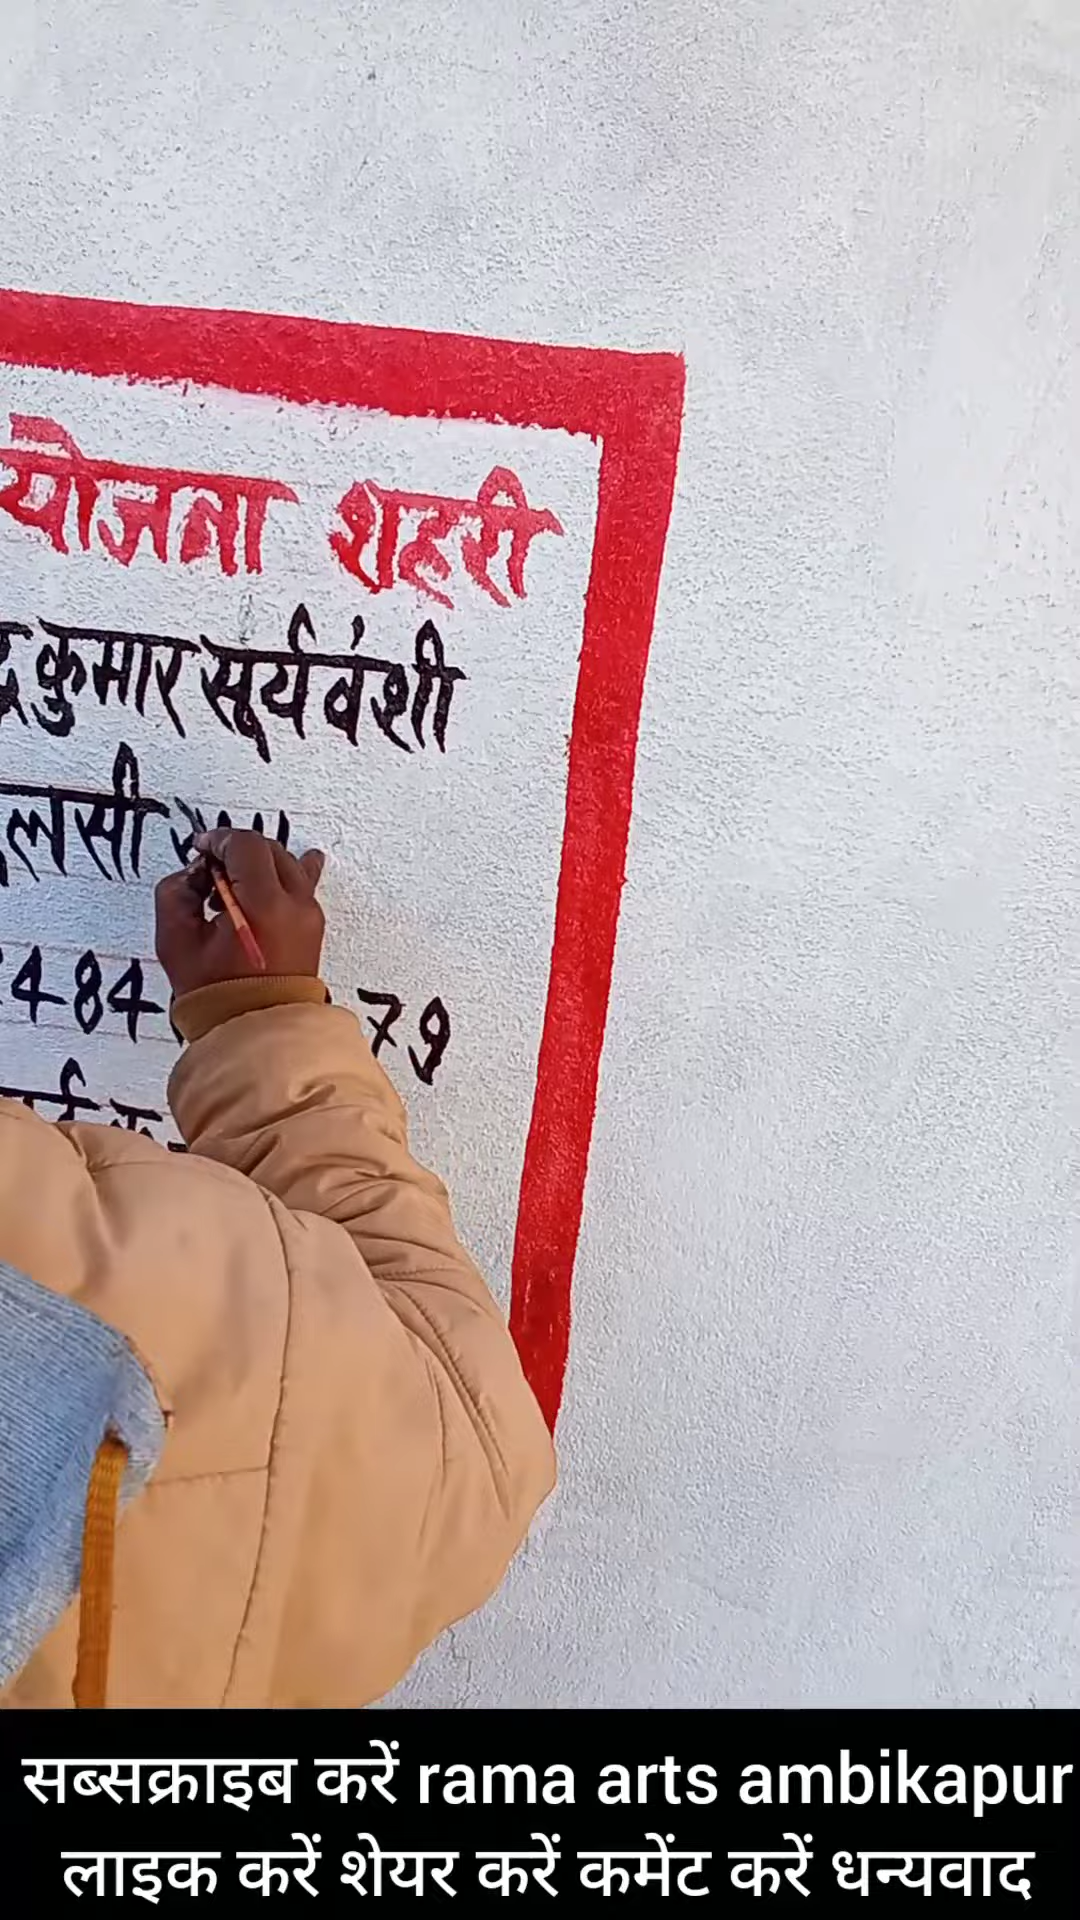 योजना शहरी
कुमार सूर्यवंशी
लसी
484 79
सब्सक्राइब करें rama arts ambikapur
लाइक करें शेयर करें कमेंट करें धन्यवाद